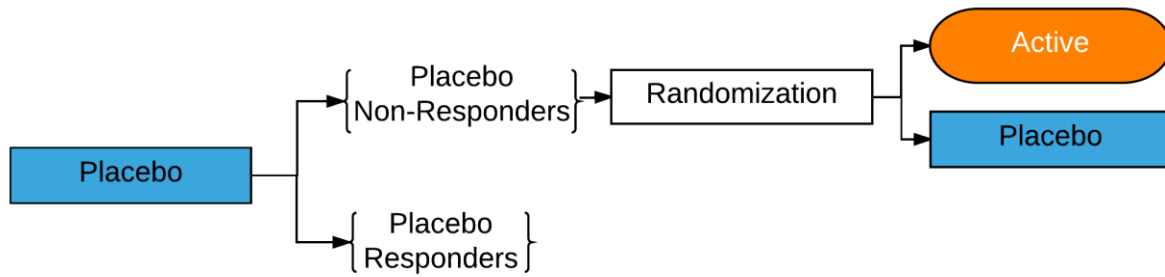 Placebo
Placebo
Non-Responders
Placebo
Responders
Randomization
Active
Placebo